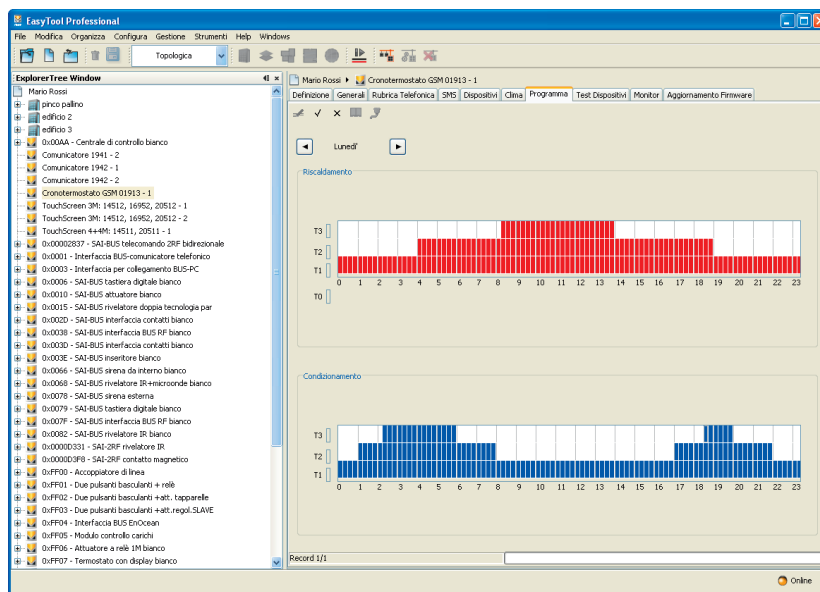 EasyTool Professional
File Modifica Organizza Configura Gestione Strumenti Help Windows
Topologica
ExplorerTree Window
Mario Rossi
pinco pallino
edificio 2
edificio 3
0x00AA - Centrale di controllo bianco
Comunicatore 1941 - 2
Comunicatore 1942 - 1
Comunicatore 1942 - 2
Cronotermostato GSM 01913 - 1
TouchScreen 3M: 14512, 16952, 20512 - 1
TouchScreen 3M: 14512, 16952, 20512 - 2
TouchScreen 4+4M: 14511, 20511 - 1
0x00002837 - SAI-BUS telecomando 2RF bidirezionale
0x0001 - Interfaccia BUS-comunicatore telefonico
0x0003 - Interfaccia per collegamento BUS-PC
0x0006 - SAI-BUS tastiera digitale bianco
0x0010 - SAI-BUS attuatore bianco
0x0015 - SAI-BUS rivelatore doppia tecnologia par
0x002D - SAI-BUS interfaccia contatti bianco
0x0038 - SAI-BUS interfaccia BUS RF bianco
0x003D - SAI-BUS interfaccia contatti bianco
0x003E - SAI-BUS inseritore bianco
0x0066 - SAI-BUS sirena da interno bianco
0x0068 - SAI-BUS rivelatore IR+microonde bianco
0x0078 - SAI-BUS sirena esterna
0x0079 - SAI-BUS tastiera digitale bianco
0x007F - SAI-BUS interfaccia BUS RF bianco
0x0082 - SAI-BUS rivelatore IR bianco
0x0000D331 - SAI-2RF rivelatore IR
0x0000D3F8 - SAI-2RF contatto magnetico
0xFF00 - Accoppiatore di linea
0xFF01 - Due pulsanti basculanti + relè
0xFF02 - Due pulsanti basculanti +att. tapparelle
0xFF03 - Due pulsanti basculanti +att.regol.SLAVE
0xFF04 - Interfaccia BUS EnOcean
0xFF05 - Modulo controllo carichi
0xFF06 - Attuatore a relè 1M bianco
0xFF07 - Termostato con display bianco
Mario Rossi Cronotermostato GSM 01913 - 1
Definizione Generali Rubrica Telefonica SMS Dispositivi Clima Programma Test Dispositivi Monitor Aggiornamento Firmware
Lunedi'
Riscaldamento
T3
T2
T1
0 1 2 3 4 5 6 7 8 9 10 11 12 13 14 15 16 17 18 19 20 21 22 23
T0
Condizionamento
T3
T2
T1
0 1 2 3 4 5 6 7 8 9 10 11 12 13 14 15 16 17 18 19 20 21 22 23
Record 1/1
Online